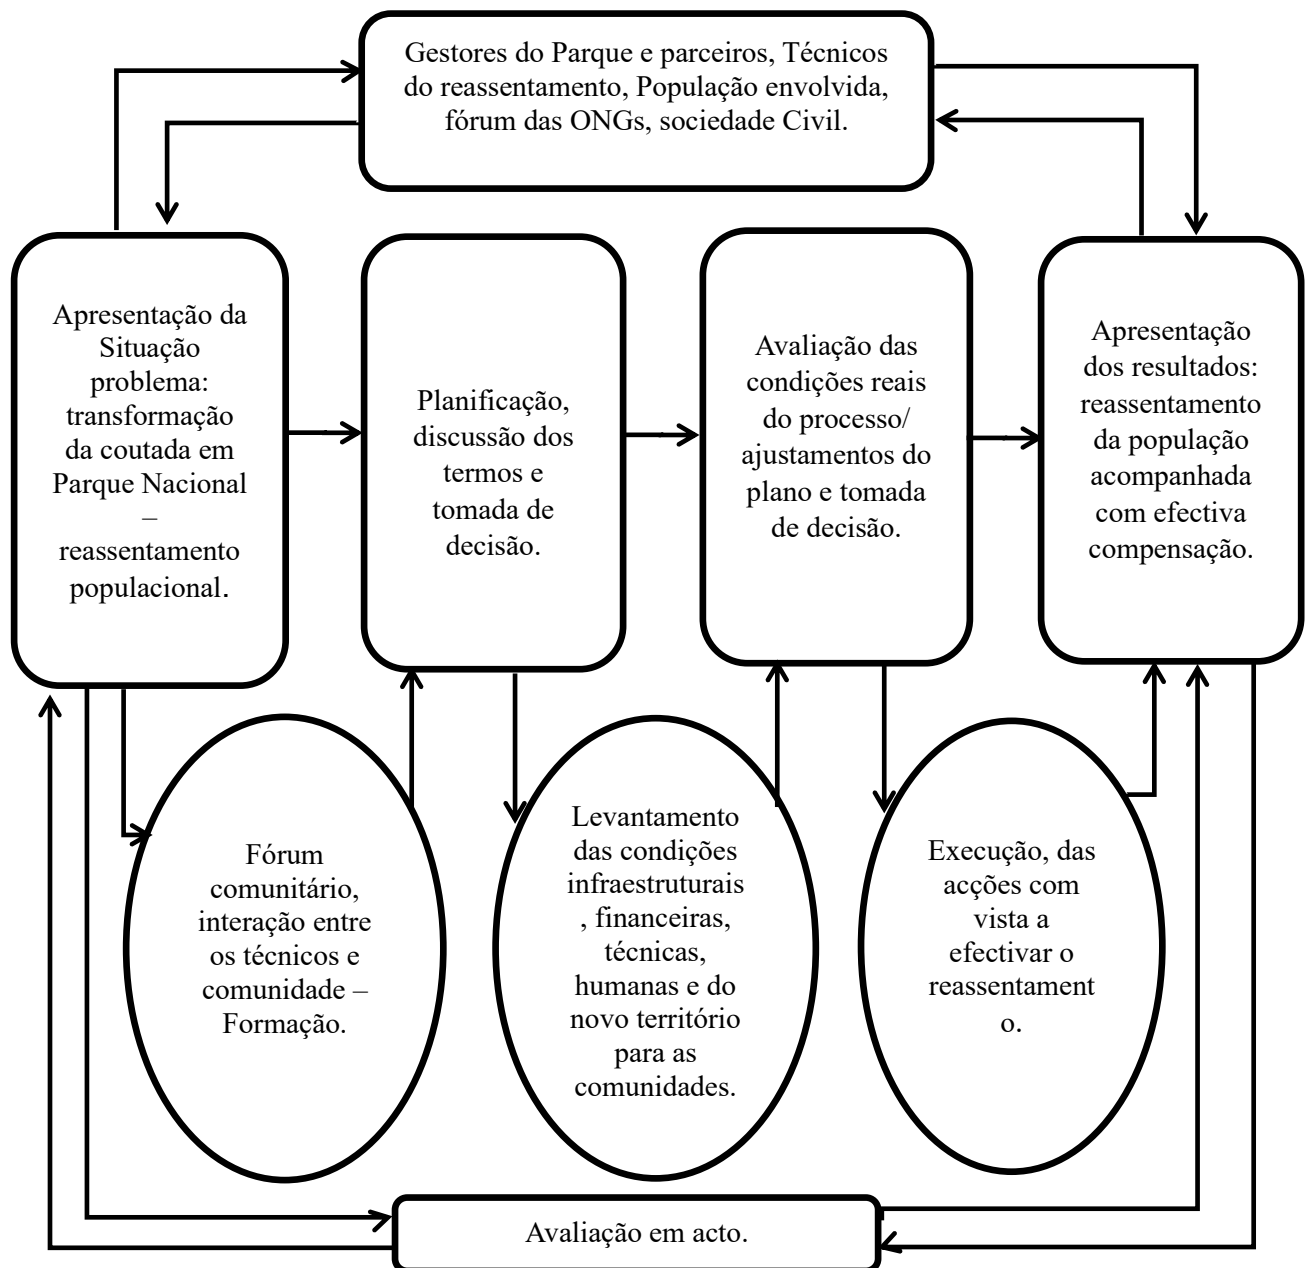 Gestores do Parque e parceiros, Técnicos
do reassentamento, População envolvida,
fórum das ONGs, sociedade Civil.
Apresentação da
Situação
problema:
transformação
da coutada em
Parque Nacional
–
reassentamento
populacional.
Planificação,
discussão dos
termos e
tomada de
decisão.
Avaliação das
condições reais
do processo/
ajustamentos do
plano e tomada
de decisão.
Apresentação
dos resultados:
reassentamento
da população
acompanhada
com efectiva
compensação.
Fórum
comunitário,
interação entre
os técnicos e
comunidade –
Formação.
Levantamento
das condições
infraestruturais
, financeiras,
técnicas,
humanas e do
novo território
para as
comunidades.
Execução, das
acções com
vista a
efectivar o
reassentament
o.
Avaliação em acto.